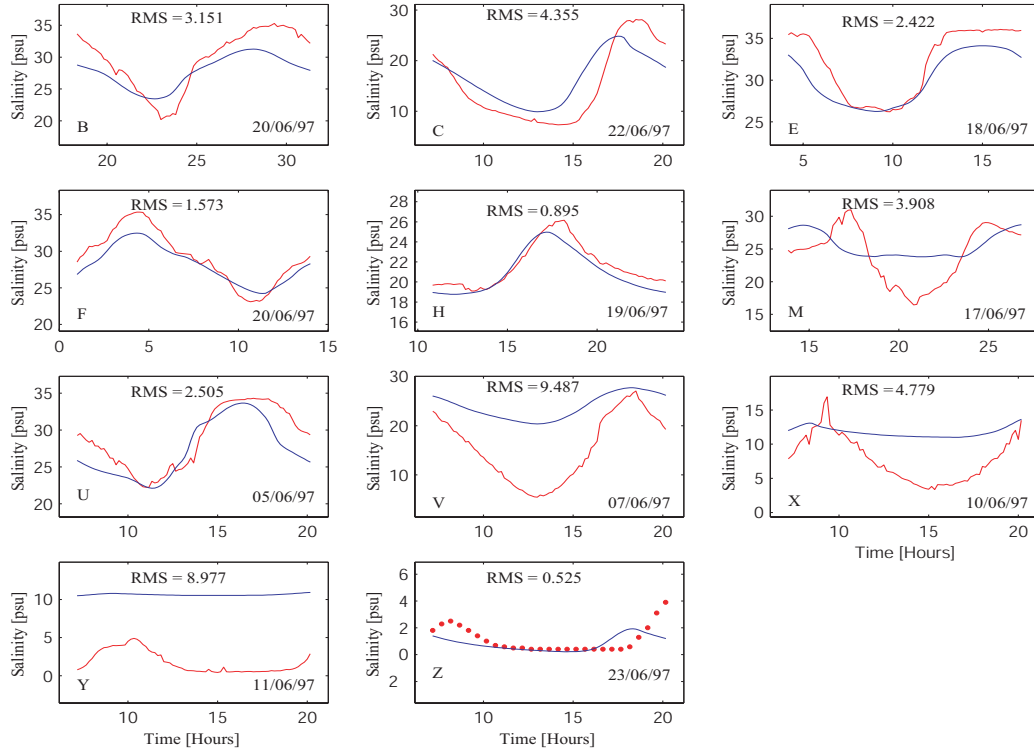 RMS = 3.151
Salinity [psu]
35
30
25
20
B
20/06/97
20
25
30
RMS = 4.355
Salinity [psu]
30
20
10
C
22/06/97
10
15
20
RMS = 2.422
Salinity [psu]
35
30
25
E
18/06/97
5
10
15
RMS = 1.573
Salinity [psu]
35
30
25
20
F
20/06/97
0
5
10
15
RMS = 0.895
Salinity [psu]
28
26
24
22
20
18
16
H
19/06/97
10
15
20
RMS = 3.908
Salinity [psu]
30
25
20
15
M
17/06/97
15
20
25
RMS = 2.505
Salinity [psu]
35
30
25
20
U
05/06/97
10
15
20
RMS = 9.487
Salinity [psu]
30
20
10
V
07/06/97
10
15
20
RMS = 4.779
Salinity [psu]
15
10
5
0
X
10/06/97
10
15
20
Time [Hours]
RMS = 8.977
Salinity [psu]
10
5
0
Y
11/06/97
10
15
20
Time [Hours]
RMS = 0.525
Salinity [psu]
6
4
2
0
2
Z
23/06/97
10
15
20
Time [Hours]